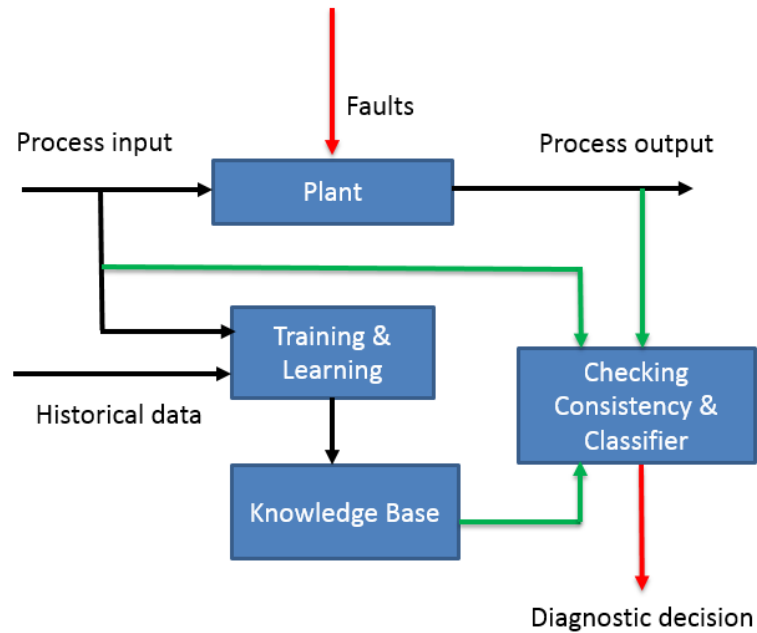 Faults
Process input
Process output
Plant
Training &
Learning
Checking
Consistency &
Classifier
Historical data
Knowledge Base
Diagnostic decision